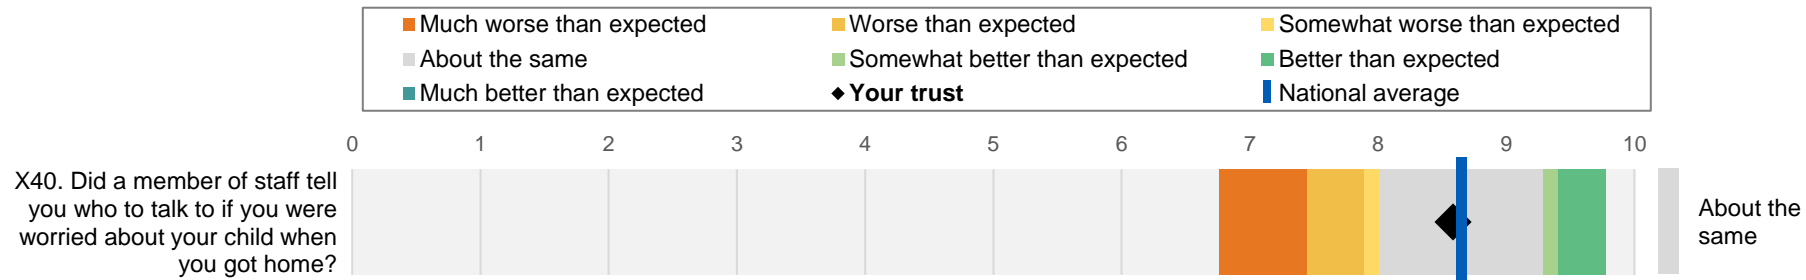 Much worse than expected
Worse than expected
Somewhat worse than expected
About the same
Somewhat better than expected
Better than expected
Much better than expected
Your trust
National average
0 1 2 3 4 5 6 7 8 9 10
X40. Did a member of staff tell
you who to talk to if you were
worried about your child when
you got home?
About the
same